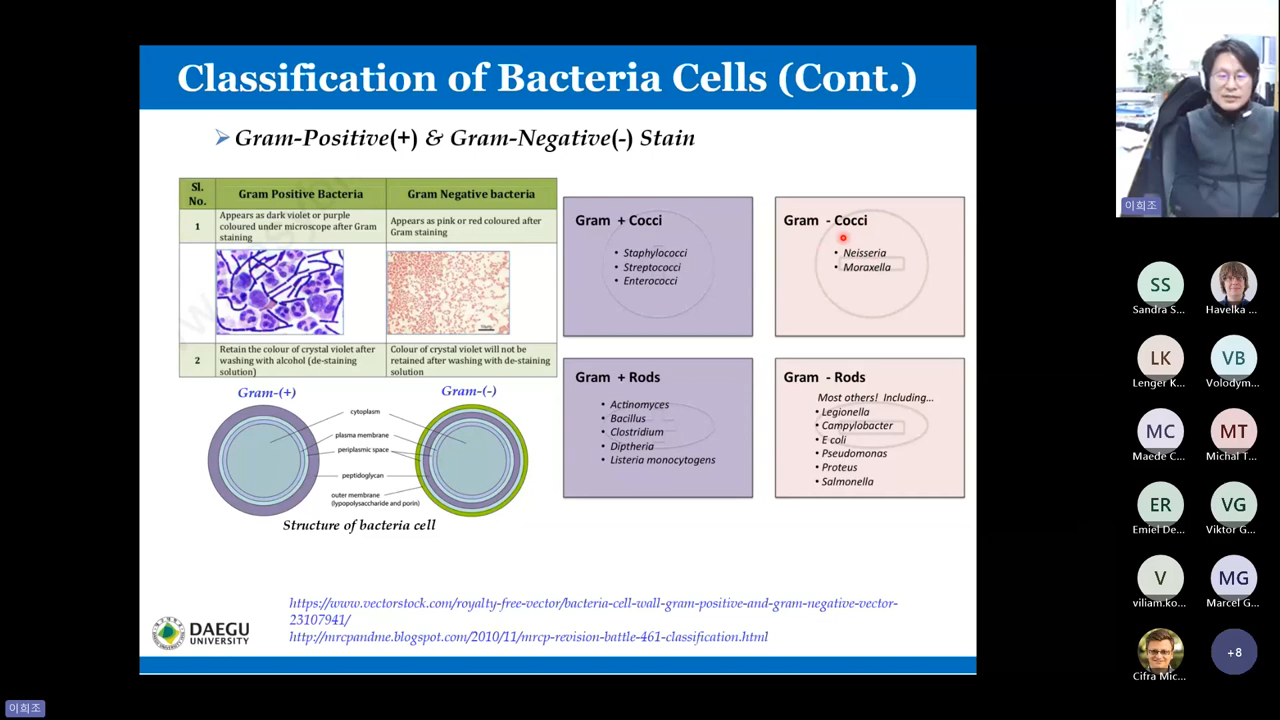 Classification of Bacteria Cells (Cont.)
Gram-Positive(+) & Gram-Negative(-) Stain
Sl. No.
Gram Positive Bacteria
Gram Negative bacteria
1
Appears as dark violet or purple
coloured under microscope after Gram
staining
Appears as pink or red coloured after
Gram staining
2
Retain the colour of crystal violet after
washing with alcohol (de-staining
solution)
Colour of crystal violet will not be
retained after washing with de-staining
solution
Gram-(+)
Gram-(-)
cytoplasm
plasma membrane
periplasmic space
peptidoglycan
outer membrane
(lypopolysaccharide and porin)
Structure of bacteria cell
Gram + Cocci
• Staphylococci
• Streptococci
• Enterococci
Gram - Cocci
• Neisseria
• Moraxella
Gram + Rods
• Actinomyces
• Bacillus
• Clostridium
• Diptheria
• Listeria monocytogens
Gram - Rods
Most others! Including...
• Legionella
• Campylobacter
• E coli
• Pseudomonas
• Proteus
• Salmonella
https://www.vectorstock.com/royalty-free-vector/bacteria-cell-wall-gram-positive-and-gram-negative-vector-
23107941/
http://mrcpandme.blogspot.com/2010/11/mrcp-revision-battle-461-classification.html
DAEGU
UNIVERSITY
이희조
SS
Sandra S...
Havelka ...
LK
Lenger K...
VB
Volodym...
MC
Maede C...
MT
Michal T...
ER
Emiel De...
VG
Viktor G...
V
viliam.ko...
MG
Marcel G...
Cifra Mic...
+8
이희조